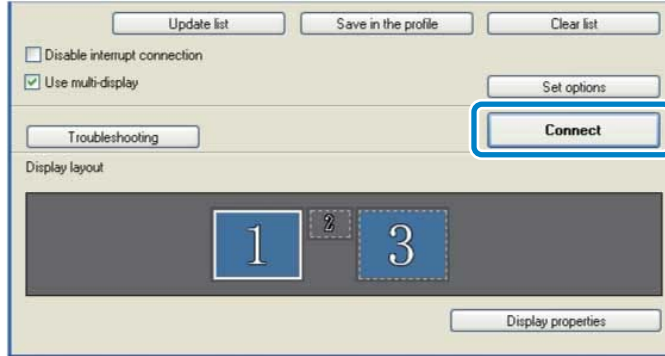 Update list Save in the profile Clear list
Disable interrupt connection
Use multi-display
Set options
Troubleshooting Connect
Display layout
1 2 3
Display properties